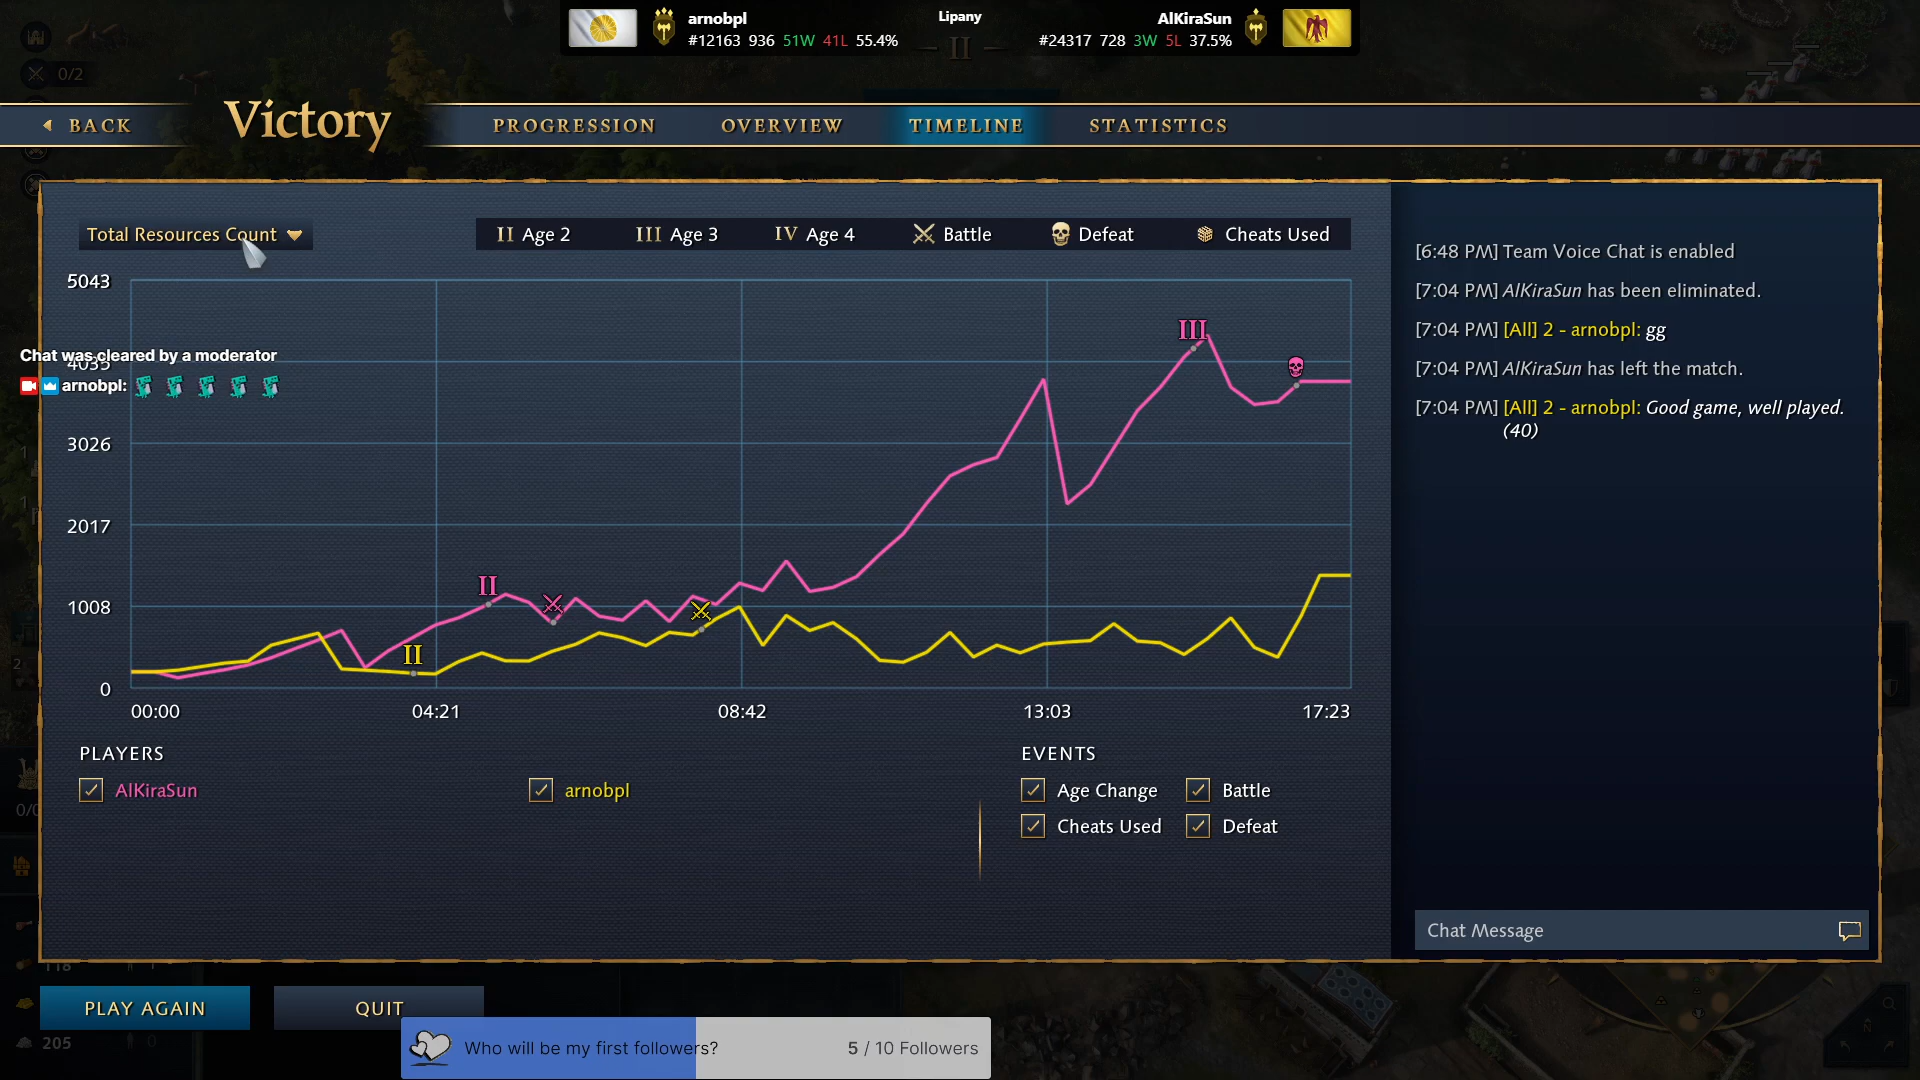 arnobpl
#12163 936 51W 41L 55.4%
Lipany
II
AlKiraSun
#24317 728 3W 5L 37.5%
0/2
BACK
Victory
PROGRESSION
OVERVIEW
TIMELINE
STATISTICS
Total Resources Count
II Age 2
III Age 3
IV Age 4
Battle
Defeat
Cheats Used
5043
4035
3026
2017
1008
0
Chat was cleared by a moderator
arnobpl:
II
II
III
00:00
04:21
08:42
13:03
17:23
PLAYERS
AlKiraSun
arnobpl
EVENTS
Age Change
Battle
Cheats Used
Defeat
[6:48 PM] Team Voice Chat is enabled
[7:04 PM] AlKiraSun has been eliminated.
[7:04 PM] [All] 2 - arnobpl: gg
[7:04 PM] AlKiraSun has left the match.
[7:04 PM] [All] 2 - arnobpl: Good game, well played.
(40)
Chat Message
PLAY AGAIN
QUIT
205
0
Who will be my first followers?
5 / 10 Followers